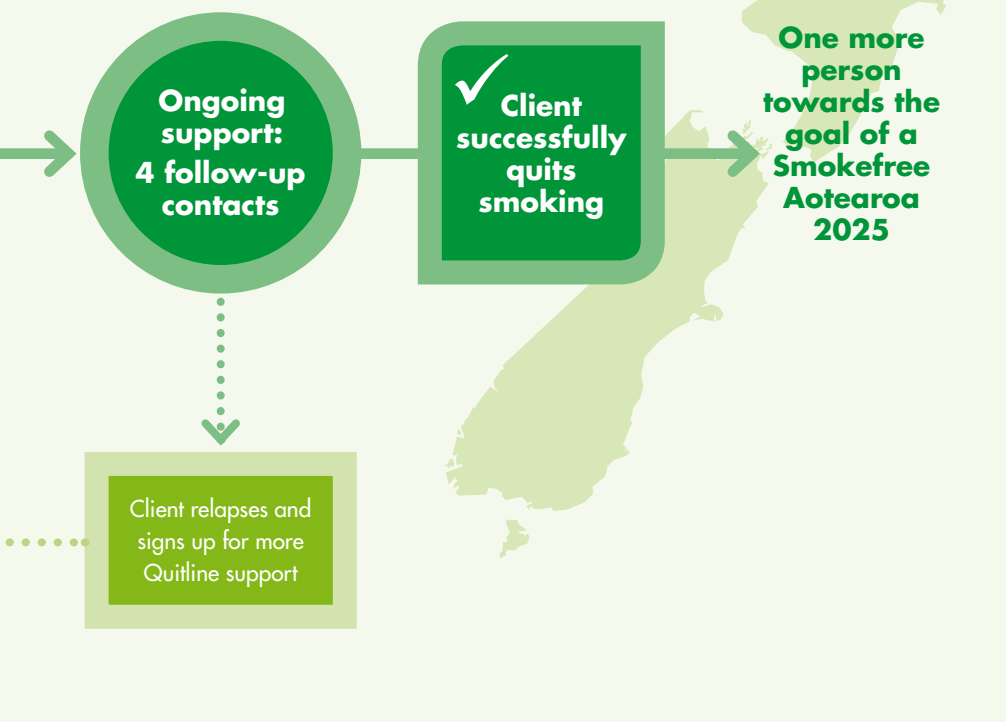 Ongoing
support:
4 follow-up
contacts
Client
successfully
quits
smoking
One more
person
towards the
goal of a
Smokefree
Aotearoa
2025
Client relapses and
signs up for more
Quitline support